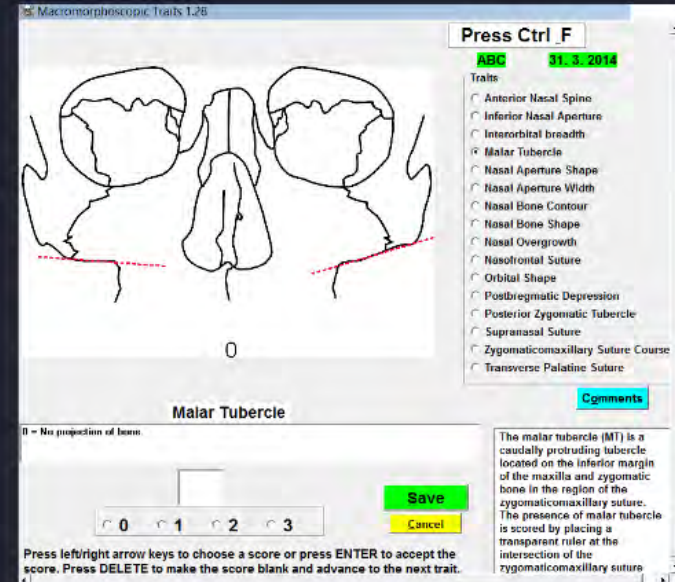 Macromorphoscopic Traits 1.26
Press Ctrl_F
ABC 31. 3. 2014
Traits
Anterior Nasal Spine
Inferior Nasal Aperture
Interorbital breadth
Malar Tubercle
Nasal Aperture Shape
Nasal Aperture Width
Nasal Bone Contour
Nasal Bone Shape
Nasal Overgrowth
Nasofrontal Suture
Orbital Shape
Postbregmatic Depression
Posterior Zygomatic Tubercle
Supranasal Suture
Zygomaticomaxillary Suture Course
Transverse Palatine Suture
0
Comments
Malar Tubercle
0 = No projection of bone
The malar tubercle (MT) is a
caudally protruding tubercle
located on the inferior margin
of the maxilla and zygomatic
bone in the region of the
zygomaticomaxillary suture.
The presence of malar tubercle
is scored by placing a
transparent ruler at the
intersection of the
zygomaticomaxillary suture
Save
Cancel
0 1 2 3
Press left/right arrow keys to choose a score or press ENTER to accept the
score. Press DELETE to make the score blank and advance to the next trait.